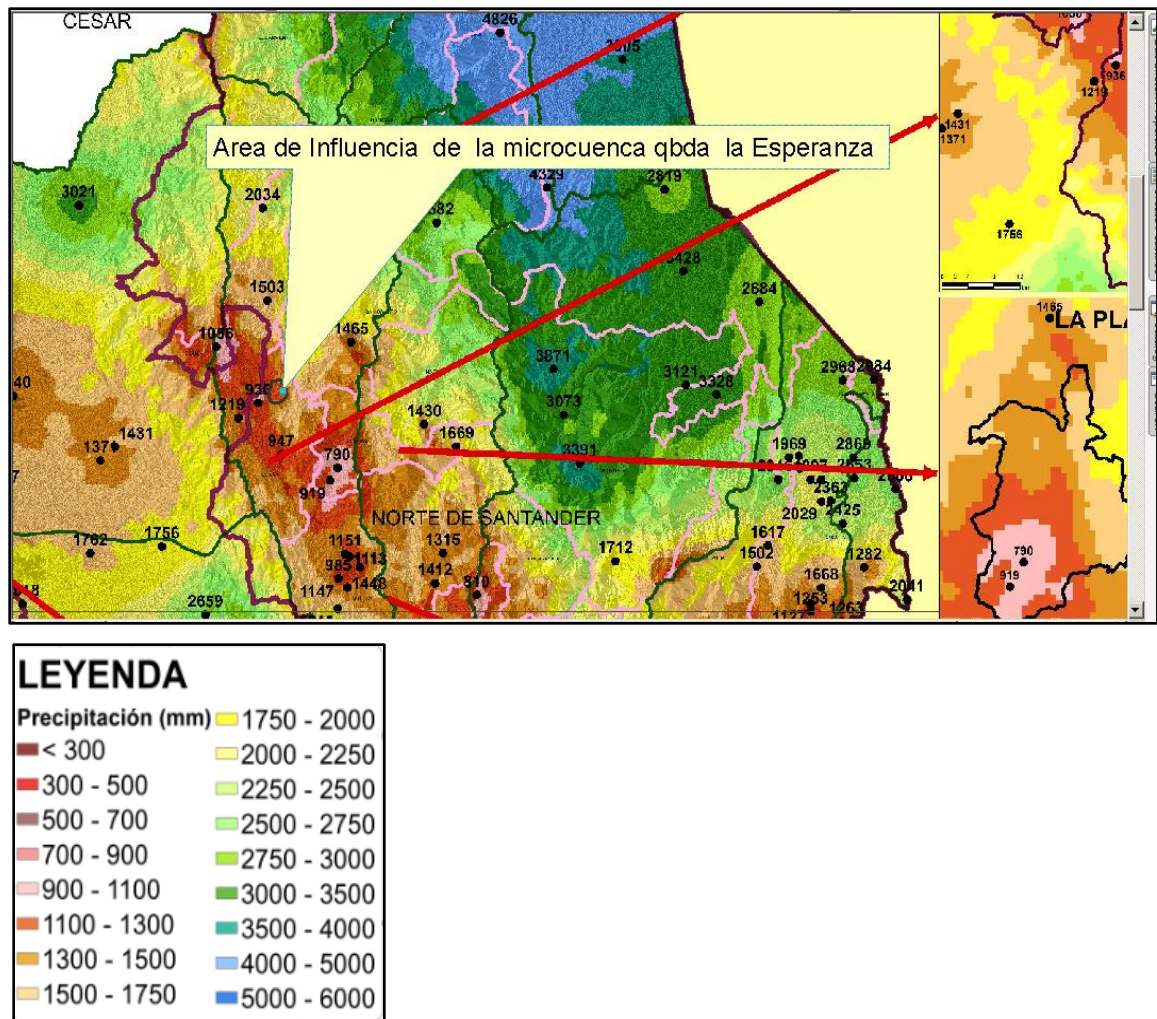 CESAR
4826
936
1219
1431
1371
1756
Area de Influencia de la microcuenca qbda la Esperanza
3021
2034
4329
2819
3428
2684
1503
1465
LA PLA
1056
3871
3121
3328
2968
3073
1219
1430
1669
947
1431
790
919
3391
1969
2869
2653
2362
2029
2425
NORTE DE SANTANDER
1762
1756
1151
1113
985
1448
1147
1315
1412
810
1712
1617
1502
1282
1668
1253
1263
2041
2659
790
919
LEYENDA
Precipitación (mm)
< 300
300 - 500
500 - 700
700 - 900
900 - 1100
1100 - 1300
1300 - 1500
1500 - 1750
1750 - 2000
2000 - 2250
2250 - 2500
2500 - 2750
2750 - 3000
3000 - 3500
3500 - 4000
4000 - 5000
5000 - 6000